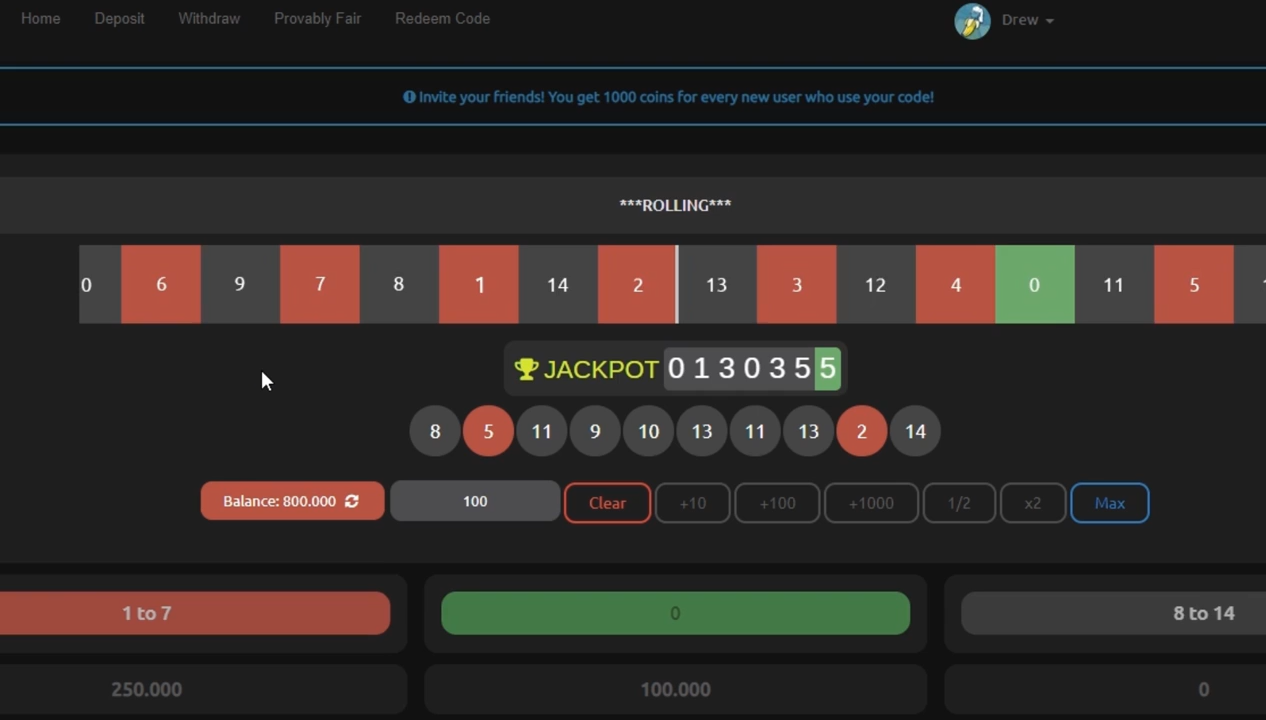 Home Deposit Withdraw Provably Fair Redeem Code Drew
Invite your friends! You get 1000 coins for every new user who use your code!
***ROLLING***
0 6 9 7 8 1 14 2 13 3 12 4 0 11 5
JACKPOT 0 1 3 0 3 5 5
8 5 11 9 10 13 11 13 2 14
Balance: 800.000 100 Clear +10 +100 +1000 1/2 x2 Max
1 to 7 0 8 to 14
250.000 100.000 0